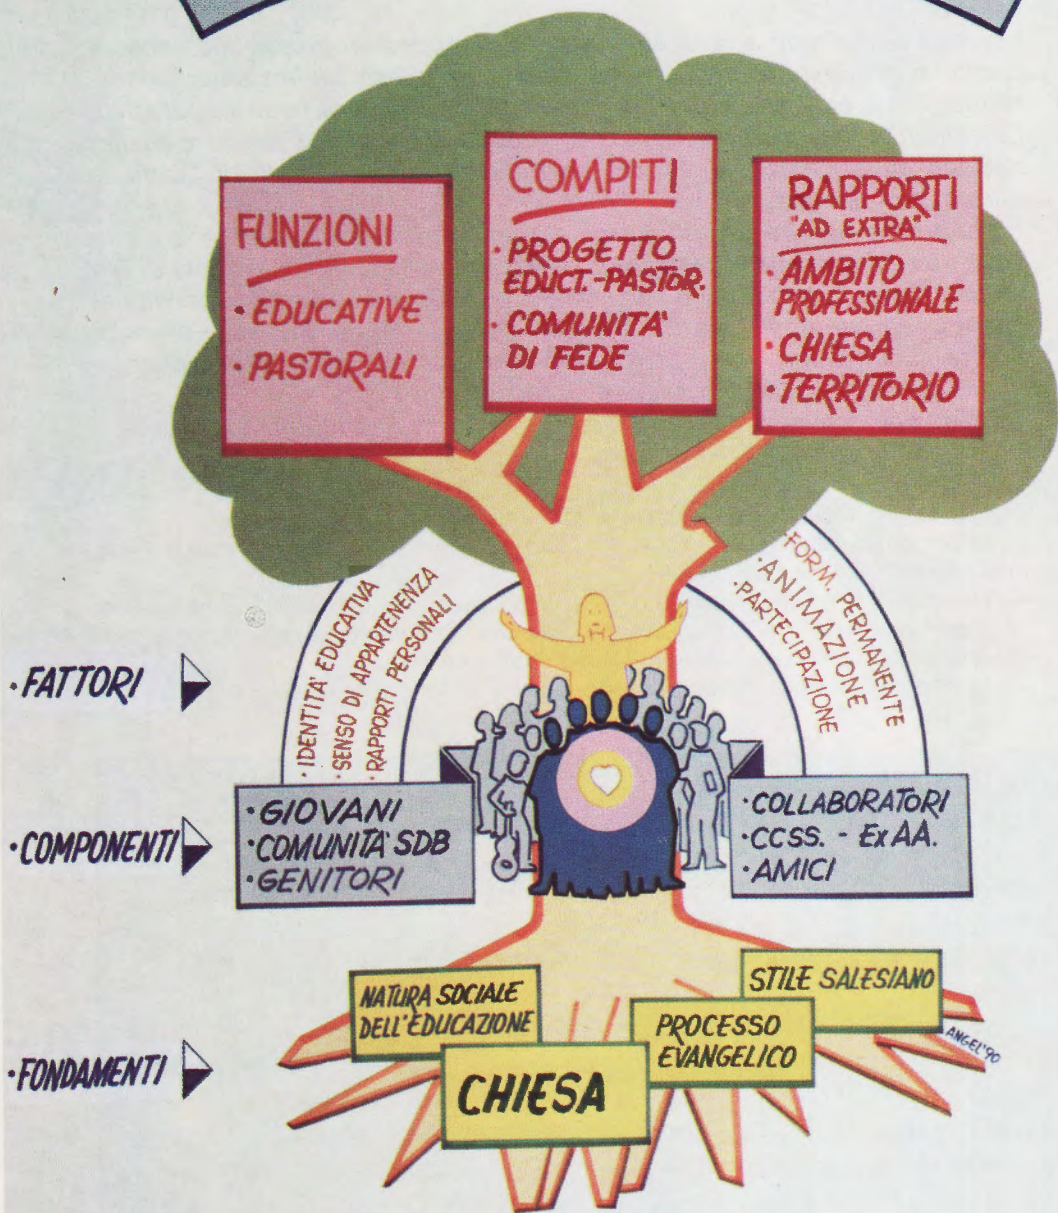 FUNZIONI
· EDUCATIVE
· PASTORALI
COMPITI
· PROGETTO
EDUCT.-PASTOR.
· COMUNITA'
DI FEDE
RAPPORTI
"AD EXTRA"
· AMBITO
PROFESSIONALE
· CHIESA
· TERRITORIO
· FATTORI
· IDENTITA' EDUCATIVA
· SENSO DI APPARTENENZA
· RAPPORTI PERSONALI
FORM. PERMANENTE
· ANIMAZIONE
· PARTECIPAZIONE
· COMPONENTI
· GIOVANI
· COMUNITÀ SDB
· GENITORI
· COLLABORATORI
· CCSS. - Ex AA.
· AMICI
· FONDAMENTI
NATURA SOCIALE
DELL'EDUCAZIONE
CHIESA
PROCESSO
EVANGELICO
STILE SALESIANO
ANGEL'90